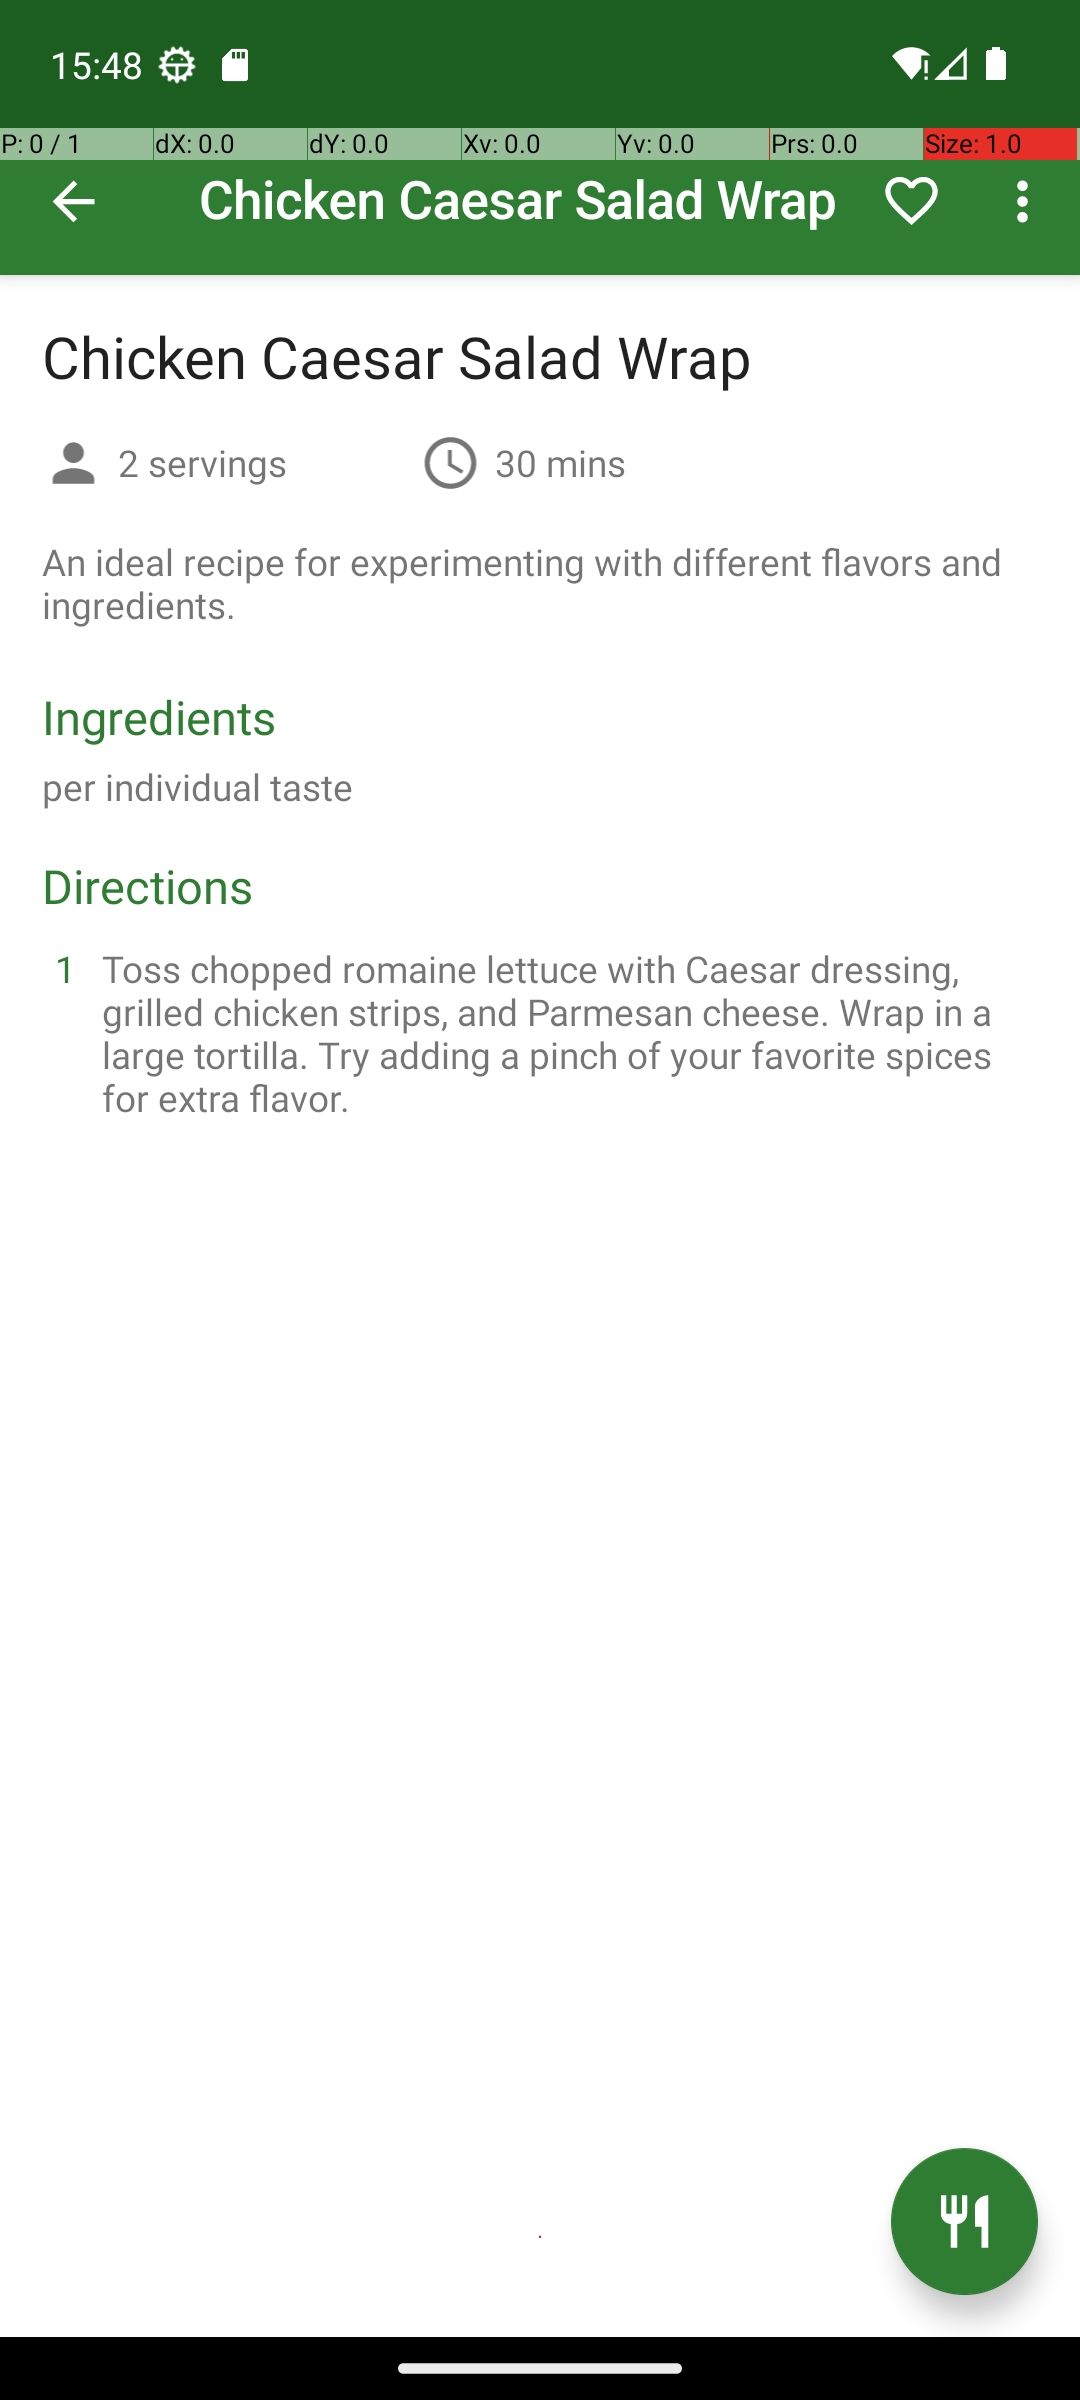 15:48
P: 0 / 1 dX: 0.0 dY: 0.0 Xv: 0.0 Yv: 0.0 Prs: 0.0 Size: 1.0
Chicken Caesar Salad Wrap
Chicken Caesar Salad Wrap
2 servings 30 mins
An ideal recipe for experimenting with different flavors and
ingredients.
Ingredients
per individual taste
Directions
1 Toss chopped romaine lettuce with Caesar dressing,
grilled chicken strips, and Parmesan cheese. Wrap in a
large tortilla. Try adding a pinch of your favorite spices
for extra flavor.